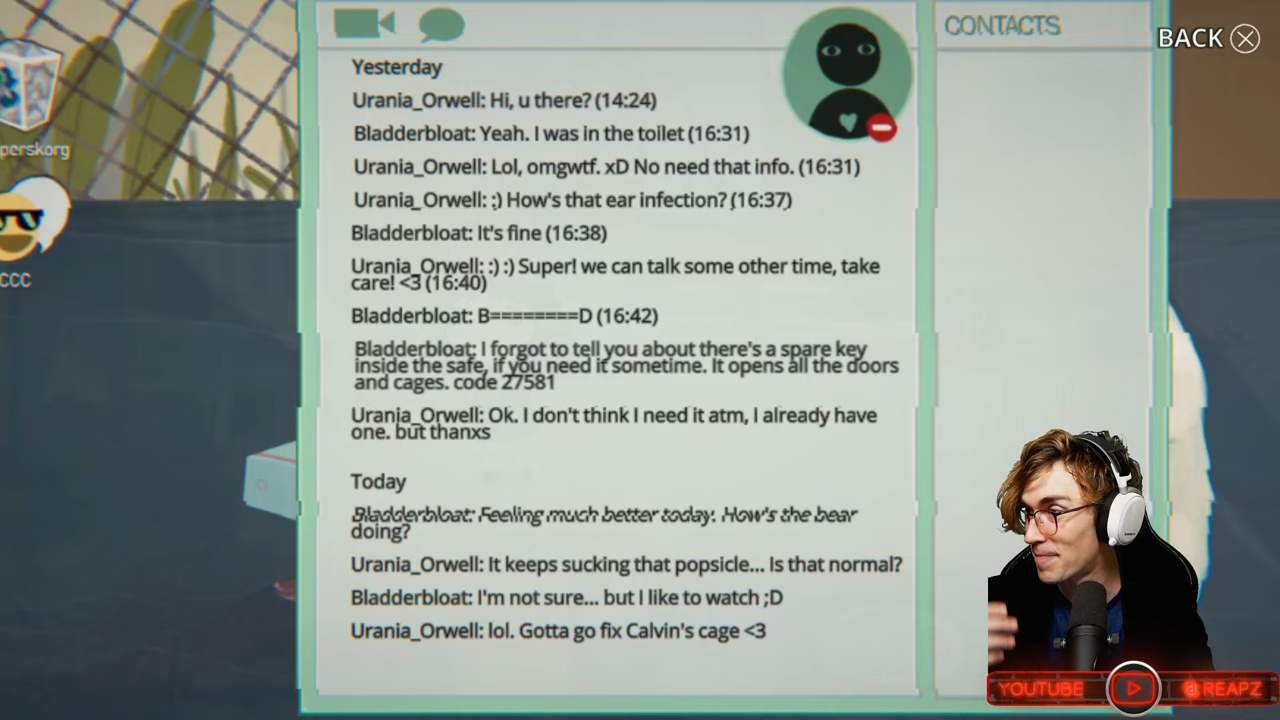 CONTACTS
BACK
Yesterday
Urania_Orwell: Hi, u there? (14:24)
Bladderbloat: Yeah. I was in the toilet (16:31)
Urania_Orwell: Lol, omgwtf. xD No need that info. (16:31)
Urania_Orwell: ;) How's that ear infection? (16:37)
Bladderbloat: It's fine (16:38)
Urania_Orwell: :) :) Super! we can talk some other time, take
care! <3 (16:40)
Bladderbloat: B========D (16:42)
Bladderbloat: I forgot to tell you about there's a spare key
inside the safe, if you need it sometime. It opens all the doors
and cages. code 27581
Urania_Orwell: Ok. I don't think I need it atm, I already have
one. but thanxs
Today
Bladderbloat: Feeling much better today. How's the bear
doing?
Urania_Orwell: It keeps sucking that popsicle... Is that normal?
Bladderbloat: I'm not sure... but I like to watch ;D
Urania_Orwell: lol. Gotta go fix Calvin's cage <3
perskorg
CCC
YOUTUBE
@REAPZ